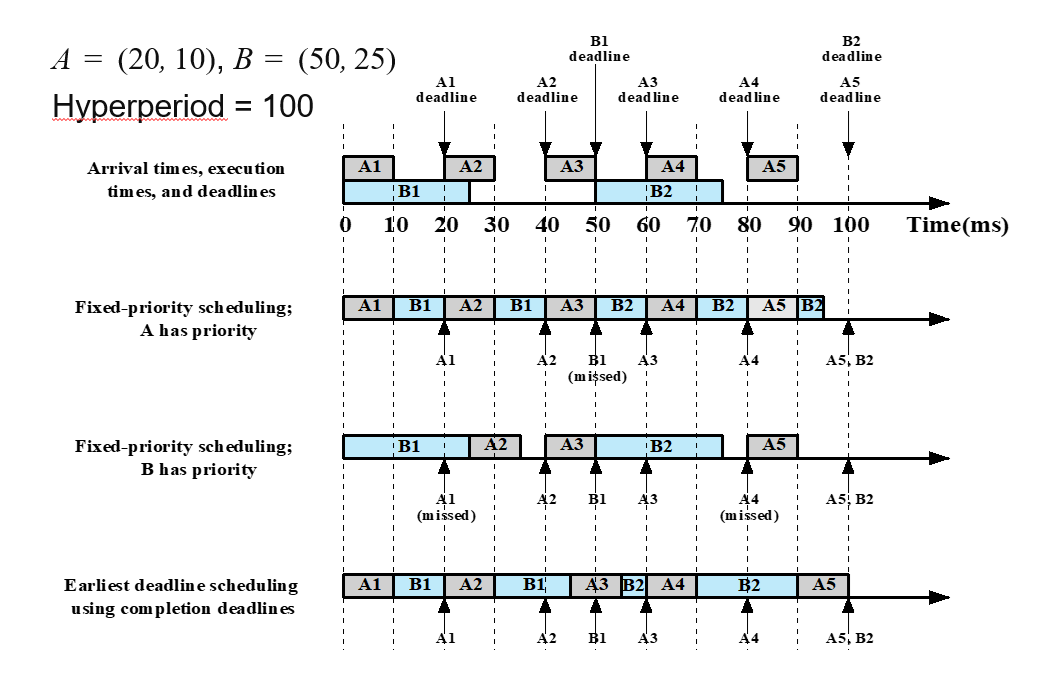 A = (20, 10), B = (50, 25)
Hyperperiod = 100
B1
deadline
B2
deadline
A1
deadline
A2
deadline
A3
deadline
A4
deadline
A5
deadline
Arrival times, execution
times, and deadlines
A1 A2 A3 A4 A5
B1 B2
0 10 20 30 40 50 60 70 80 90 100 Time(ms)
Fixed-priority scheduling;
A has priority
A1 B1 A2 B1 A3 B2 A4 B2 A5 B2
A1 A2 B1 A3 A4 A5, B2
(missed)
Fixed-priority scheduling;
B has priority
B1 A2 A3 B2 A5
A1 A2 B1 A3 A4 A5, B2
(missed) (missed)
Earliest deadline scheduling
using completion deadlines
A1 B1 A2 B1 A3 B2 A4 B2 A5
A1 A2 B1 A3 A4 A5, B2